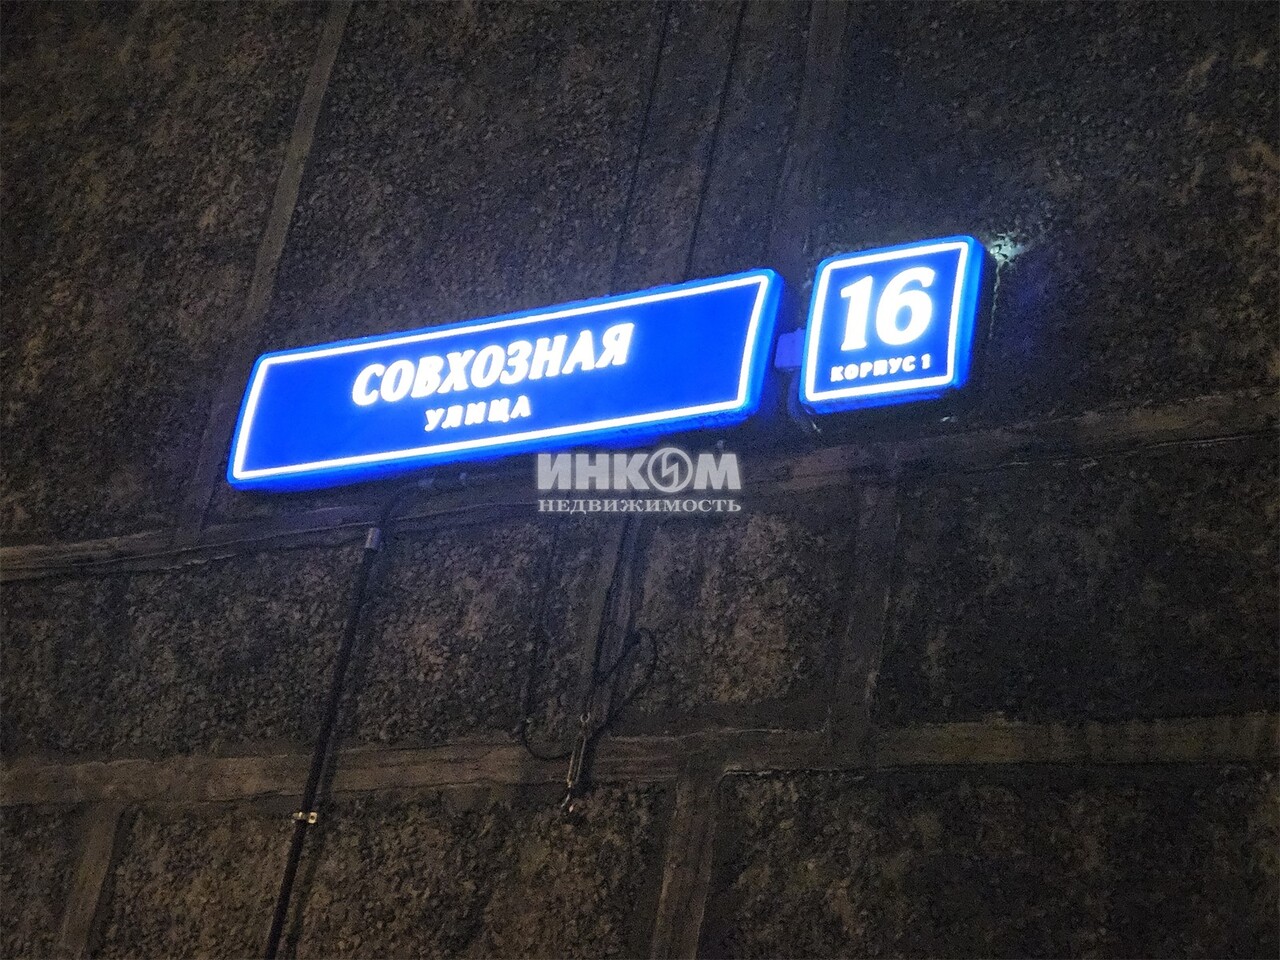 СОВХОЗНАЯ
УЛИЦА
16
КОРПУС 1
ИНКОМ
НЕДВИЖИМОСТЬ